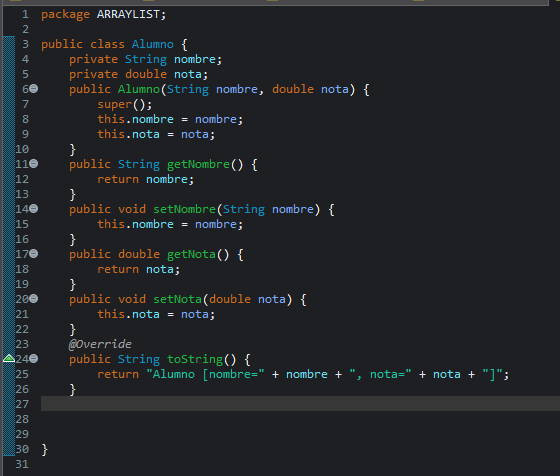 1 package ARRAYLIST;
2
3 public class Alumno {
4     private String nombre;
5     private double nota;
6     public Alumno(String nombre, double nota) {
7         super();
8         this.nombre = nombre;
9         this.nota = nota;
10     }
11     public String getNombre() {
12         return nombre;
13     }
14     public void setNombre(String nombre) {
15         this.nombre = nombre;
16     }
17     public double getNota() {
18         return nota;
19     }
20     public void setNota(double nota) {
21         this.nota = nota;
22     }
23     @Override
24     public String toString() {
25         return "Alumno [nombre=" + nombre + ", nota=" + nota + "]";
26     }
27
28
29
30 }
31